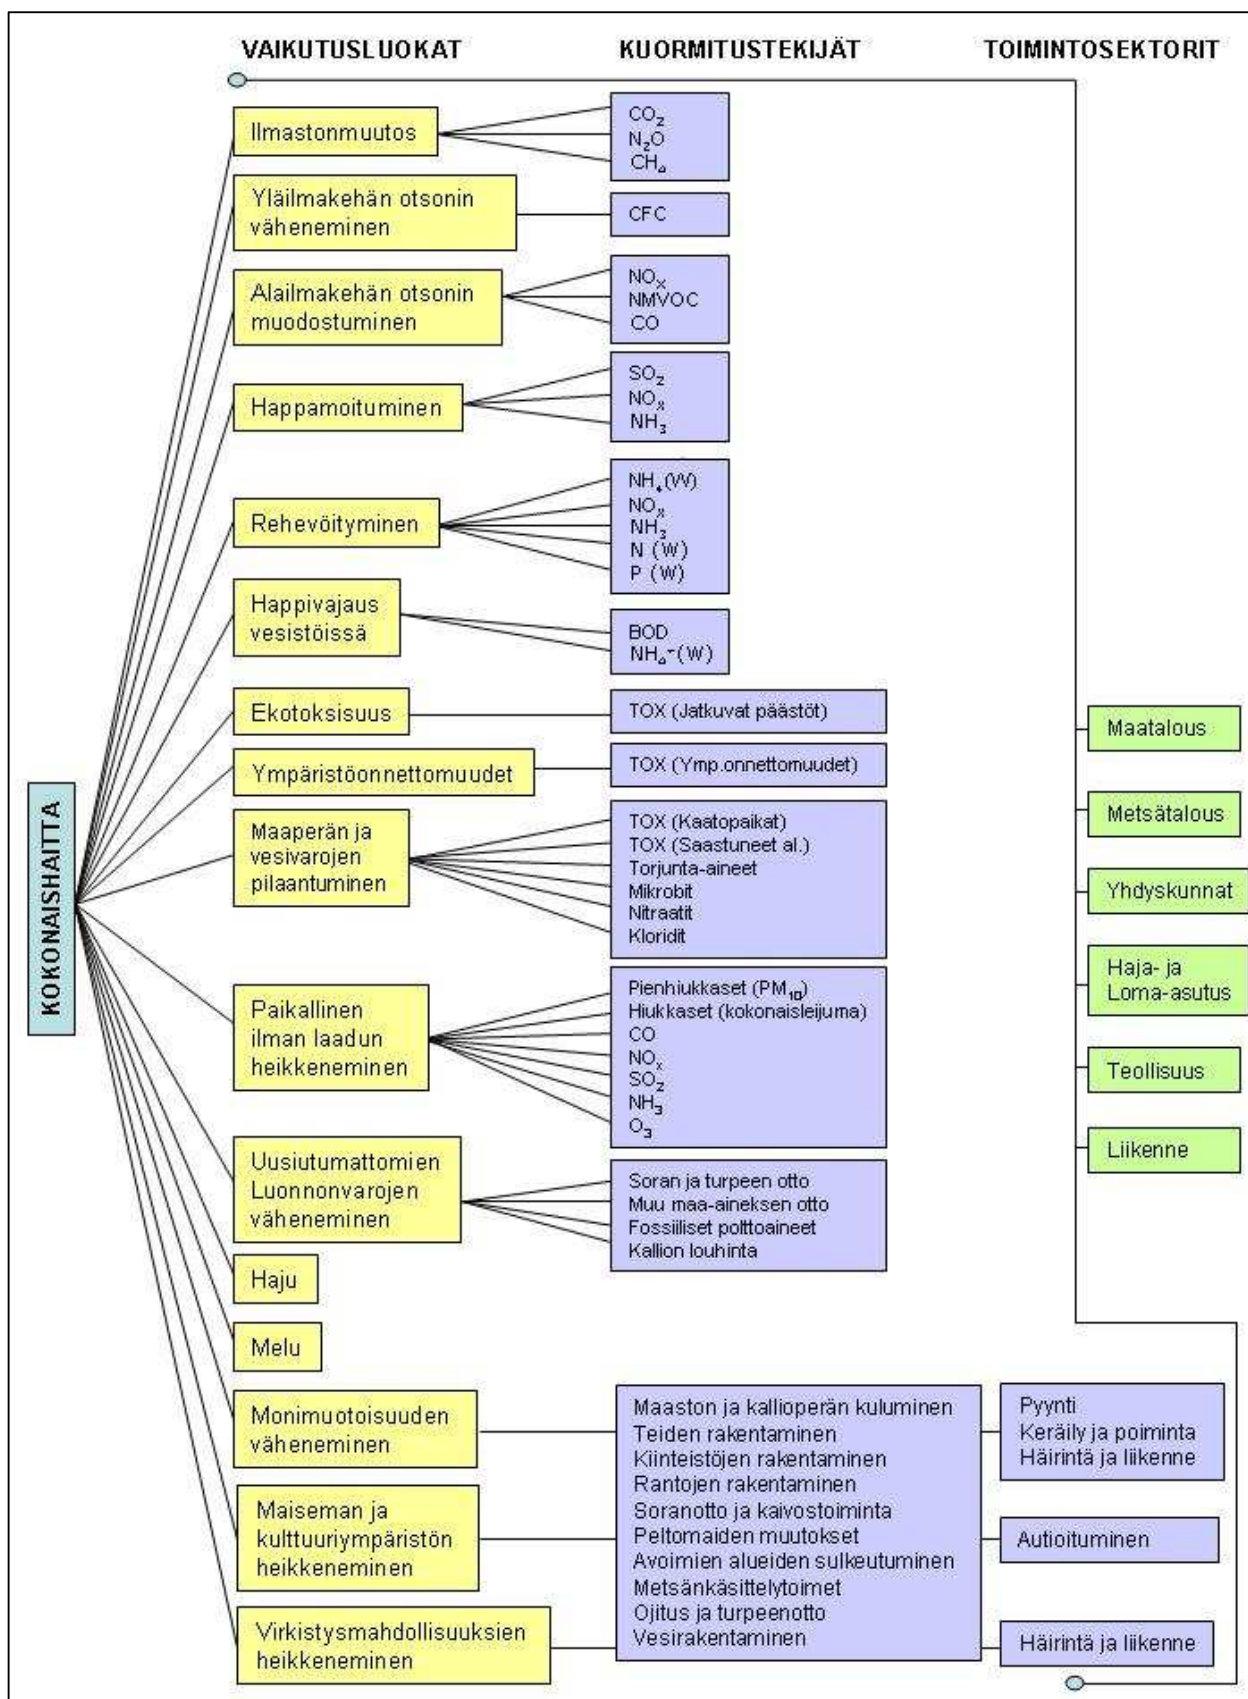 VAIKUTUSLUOKAT
KUORMITUSTEKIJÄT
TOIMINTOSEKTORIT
KOKONAISHAITTA
Ilmastonmuutos
CO₂
N₂O
CH₄
Yläilmakehän otsonin
väheneminen
CFC
Alailmakehän otsonin
muodostuminen
NOₓ
NMVOC
CO
Happamoituminen
SO₂
NOₓ
NH₃
Rehevöityminen
NH₄(W)
NOₓ
NH₃
N (W)
P (W)
Happivajaus
vesistöissä
BOD
NH₄⁻(W)
Ekotoksisuus
TOX (Jatkuvat päästöt)
Ympäristöonnettomuudet
TOX (Ymp.onnettomuudet)
Maaperän ja
vesivarojen
pilaantuminen
TOX (Kaatopaikat)
TOX (Saastuneet al.)
Torjunta-aineet
Mikrobit
Nitraatit
Kloridit
Paikallinen
ilman laadun
heikkeneminen
Pienhiukkaset (PM₁₀)
Hiukkaset (kokonaisleijuma)
CO
NOₓ
SO₂
NH₃
O₃
Uusiutumattomien
Luonnonvarojen
väheneminen
Soran ja turpeen otto
Muu maa-aineksen otto
Fossiiliset polttoaineet
Kallion louhinta
Haju
Melu
Monimuotoisuuden
väheneminen
Maiseman ja
kulttuuriympäristön
heikkeneminen
Virkistysmahdollisuuksien
heikkeneminen
Maaston ja kallioperän kuluminen
Teiden rakentaminen
Kiinteistöjen rakentaminen
Rantojen rakentaminen
Soranotto ja kaivostoiminta
Peltomaiden muutokset
Avoimien alueiden sulkeutuminen
Metsänkäsittelytoimet
Ojitus ja turpeenotto
Vesirakentaminen
Pyynti
Keräily ja poiminta
Häirintä ja liikenne
Autioituminen
Häirintä ja liikenne
Maatalous
Metsätalous
Yhdyskunnat
Haja- ja
Loma-asutus
Teollisuus
Liikenne